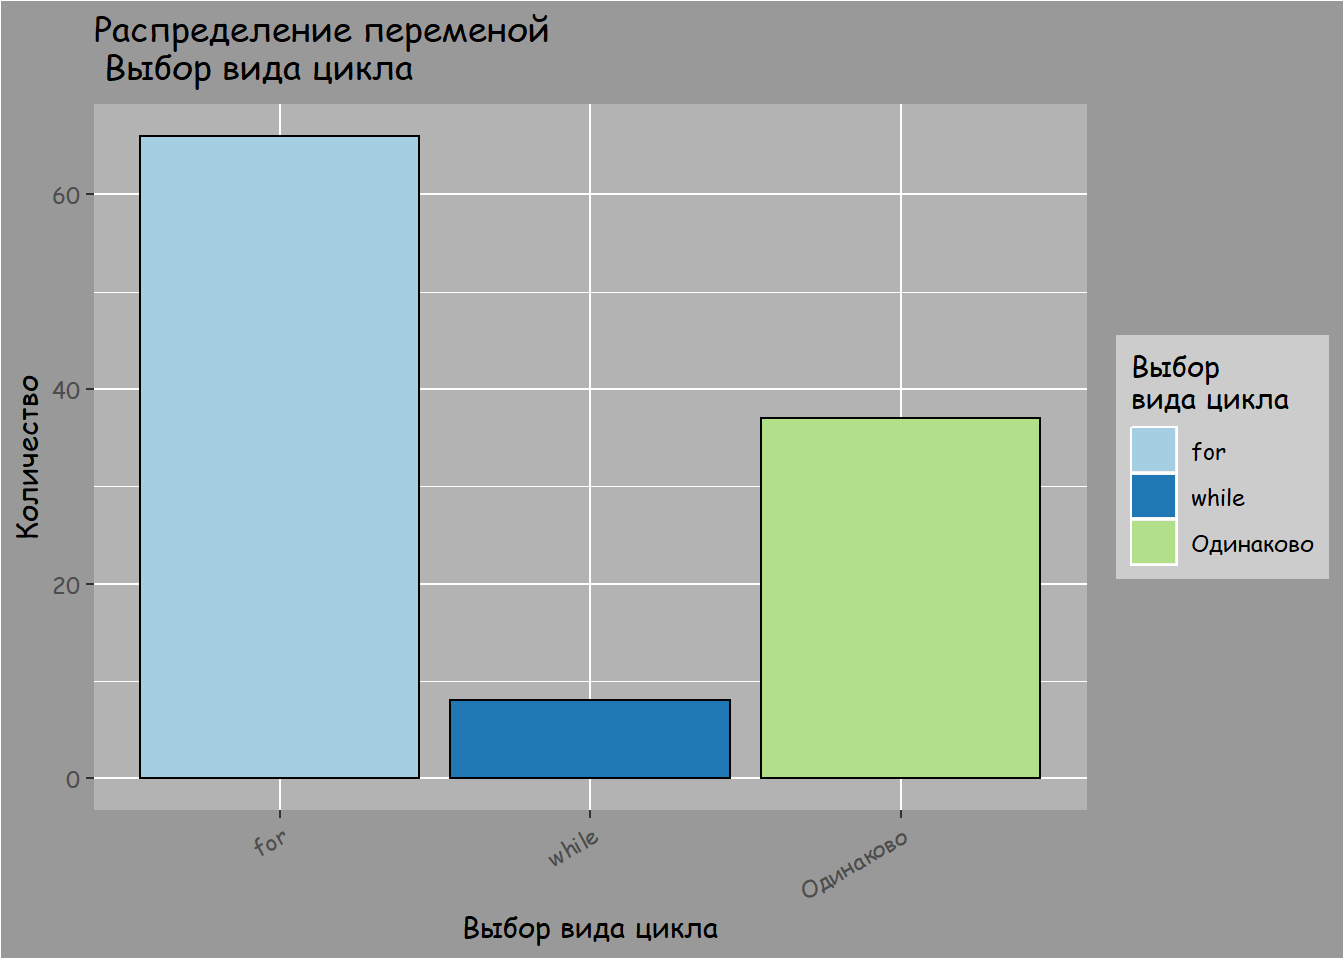 Распределение переменой
Выбор вида цикла
Количество
60
40
20
0
for
while
Одинаково
Выбор вида цикла
Выбор
вида цикла
for
while
Одинаково